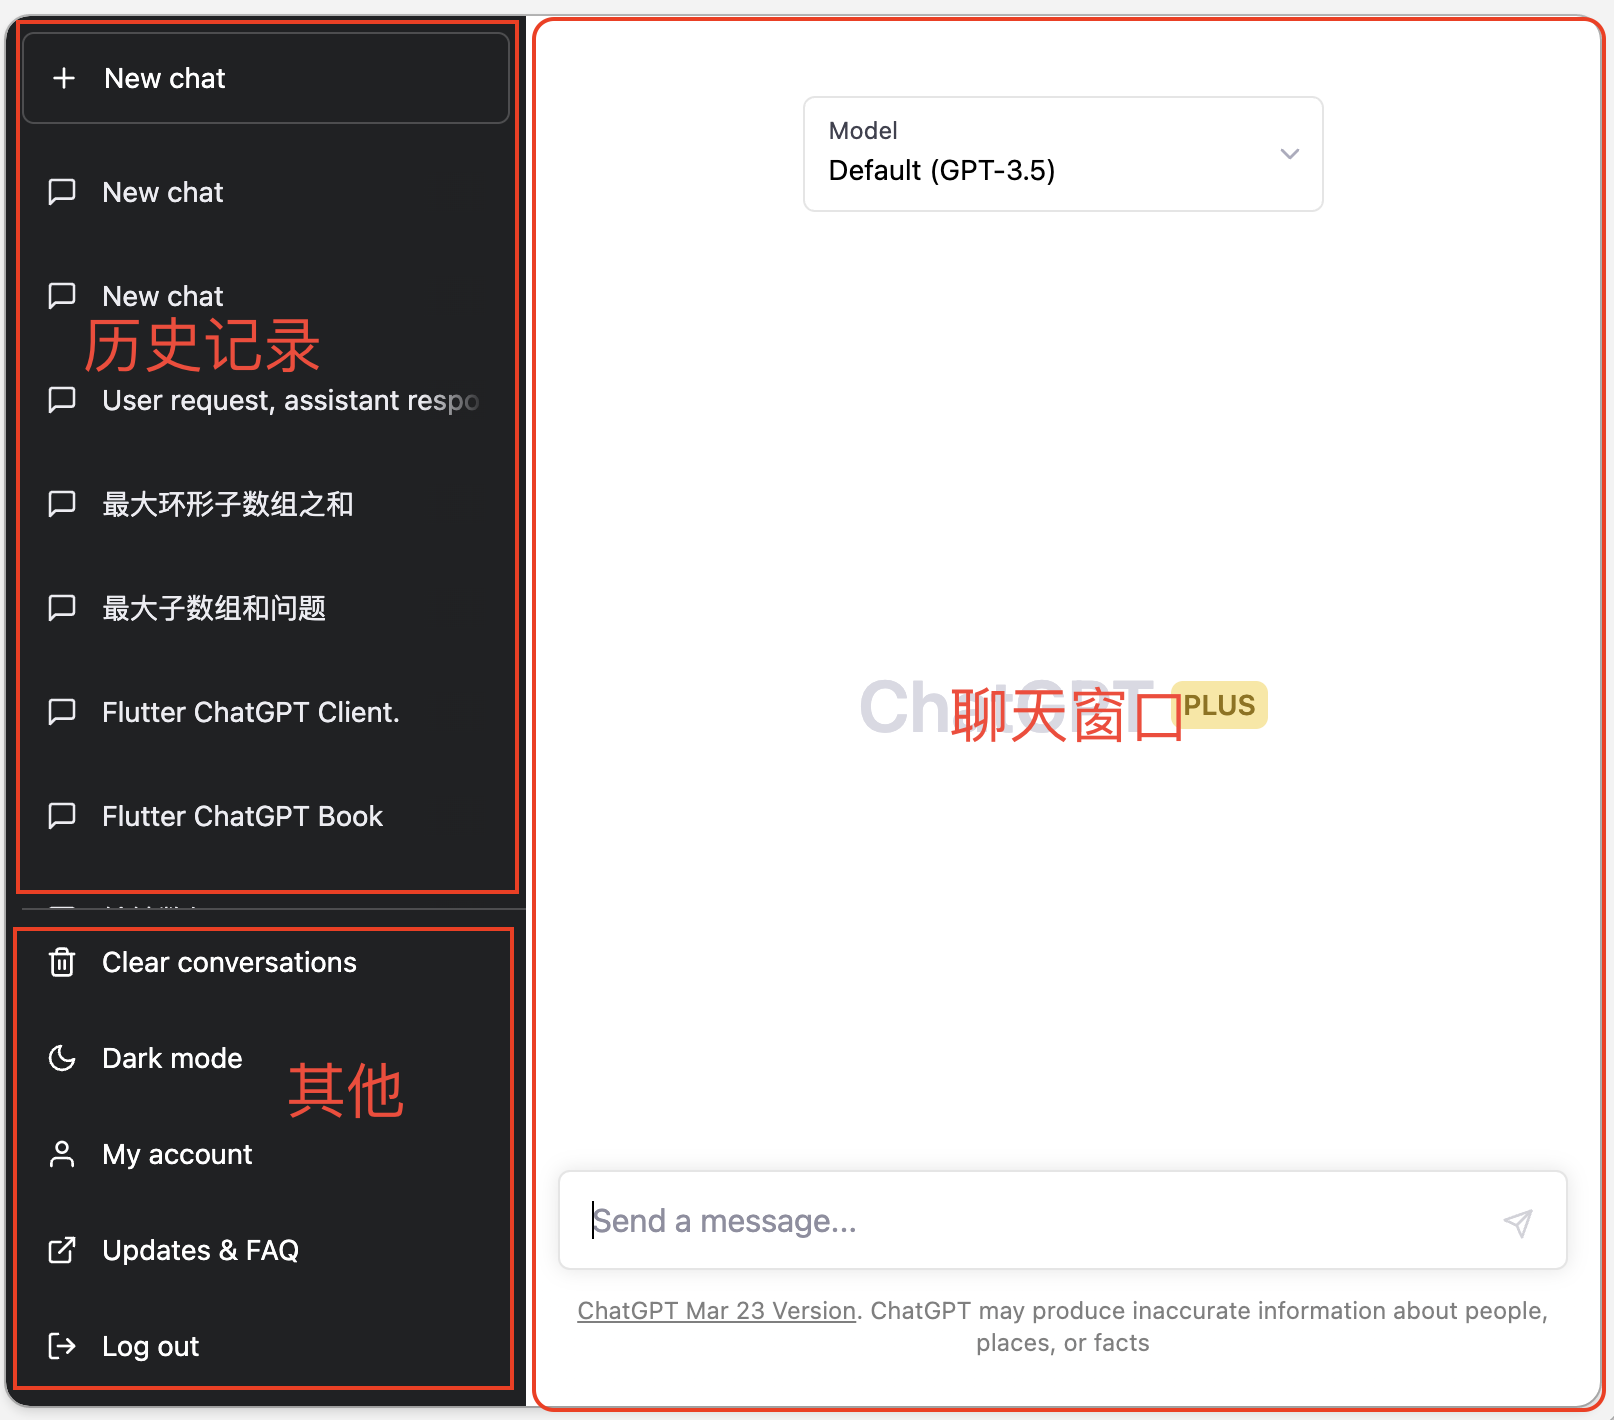 New chat
New chat
New chat
历史记录
User request, assistant respo
最大环形子数组之和
最大子数组和问题
Flutter ChatGPT Client.
Flutter ChatGPT Book
Clear conversations
Dark mode
其他
My account
Updates & FAQ
Log out
Model
Default (GPT-3.5)
ChatGPT PLUS
聊天窗口
Send a message...
ChatGPT Mar 23 Version. ChatGPT may produce inaccurate information about people,
places, or facts